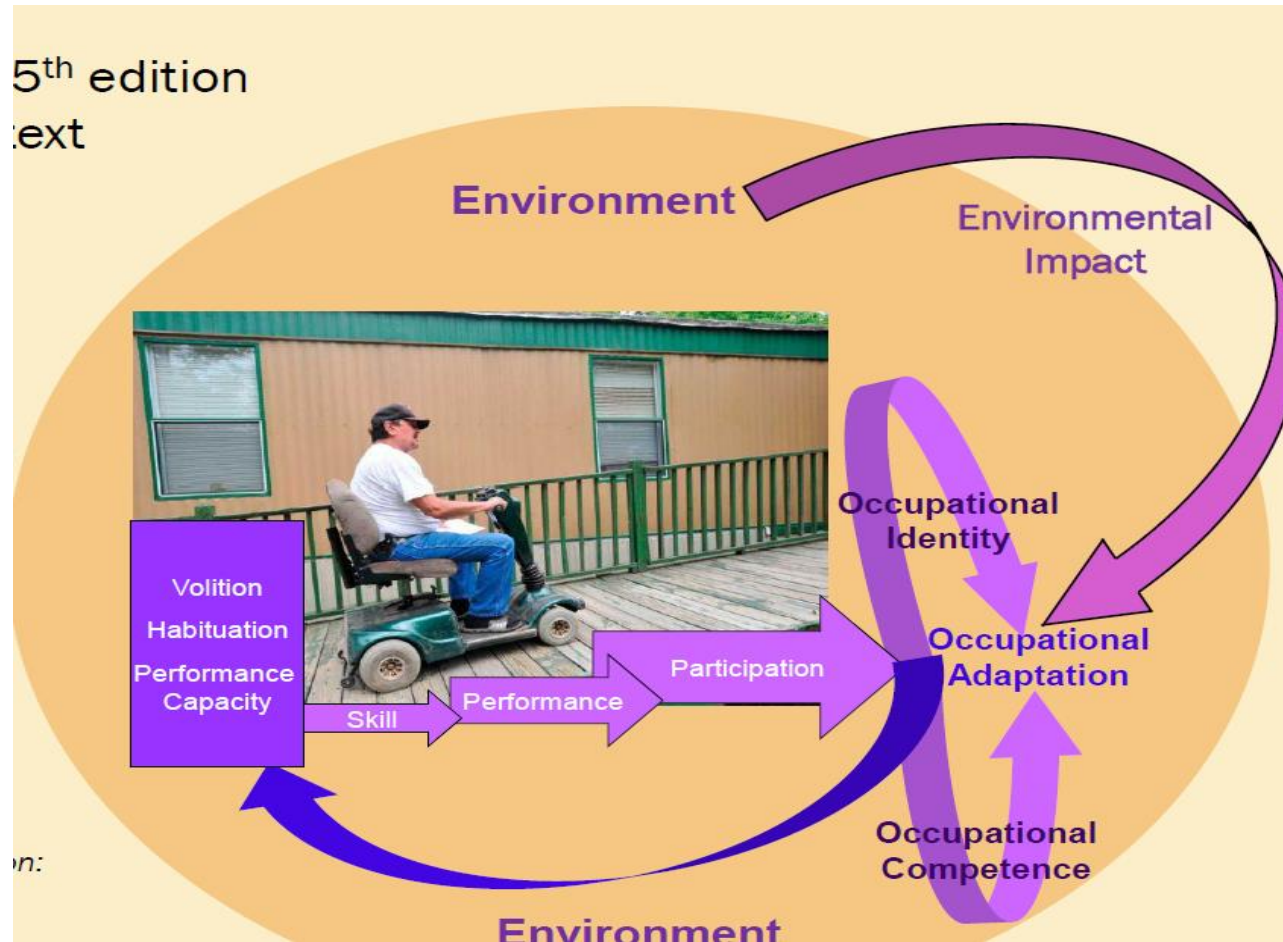 5th edition
text
Environment
Environmental
Impact
Occupational
Identity
Volition
Habituation
Performance
Capacity
Skill
Performance
Participation
Occupational
Adaptation
Occupational
Competence
on:
Environment